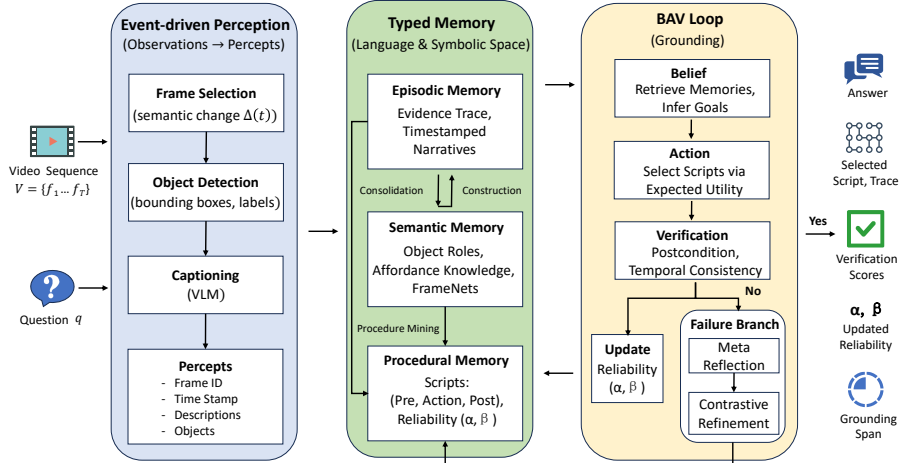 Video Sequence
V = {f₁ … f_T}
Question q
Event-driven Perception
(Observations → Percepts)
Frame Selection
(semantic change Δ(t))
Object Detection
(bounding boxes, labels)
Captioning
(VLM)
Percepts
- Frame ID
- Time Stamp
- Descriptions
- Objects
Typed Memory
(Language & Symbolic Space)
Episodic Memory
Evidence Trace,
Timestamped
Narratives
Consolidation
Construction
Semantic Memory
Object Roles,
Affordance Knowledge,
FrameNets
Procedure Mining
Procedural Memory
Scripts:
(Pre, Action, Post),
Reliability (α, β)
BAV Loop
(Grounding)
Belief
Retrieve Memories,
Infer Goals
Action
Select Scripts via
Expected Utility
Verification
Postcondition,
Temporal Consistency
No
Update
Reliability
(α, β)
Failure Branch
Meta
Reflection
Contrastive
Refinement
Yes
Answer
Selected
Script, Trace
Verification
Scores
α, β
Updated
Reliability
Grounding
Span